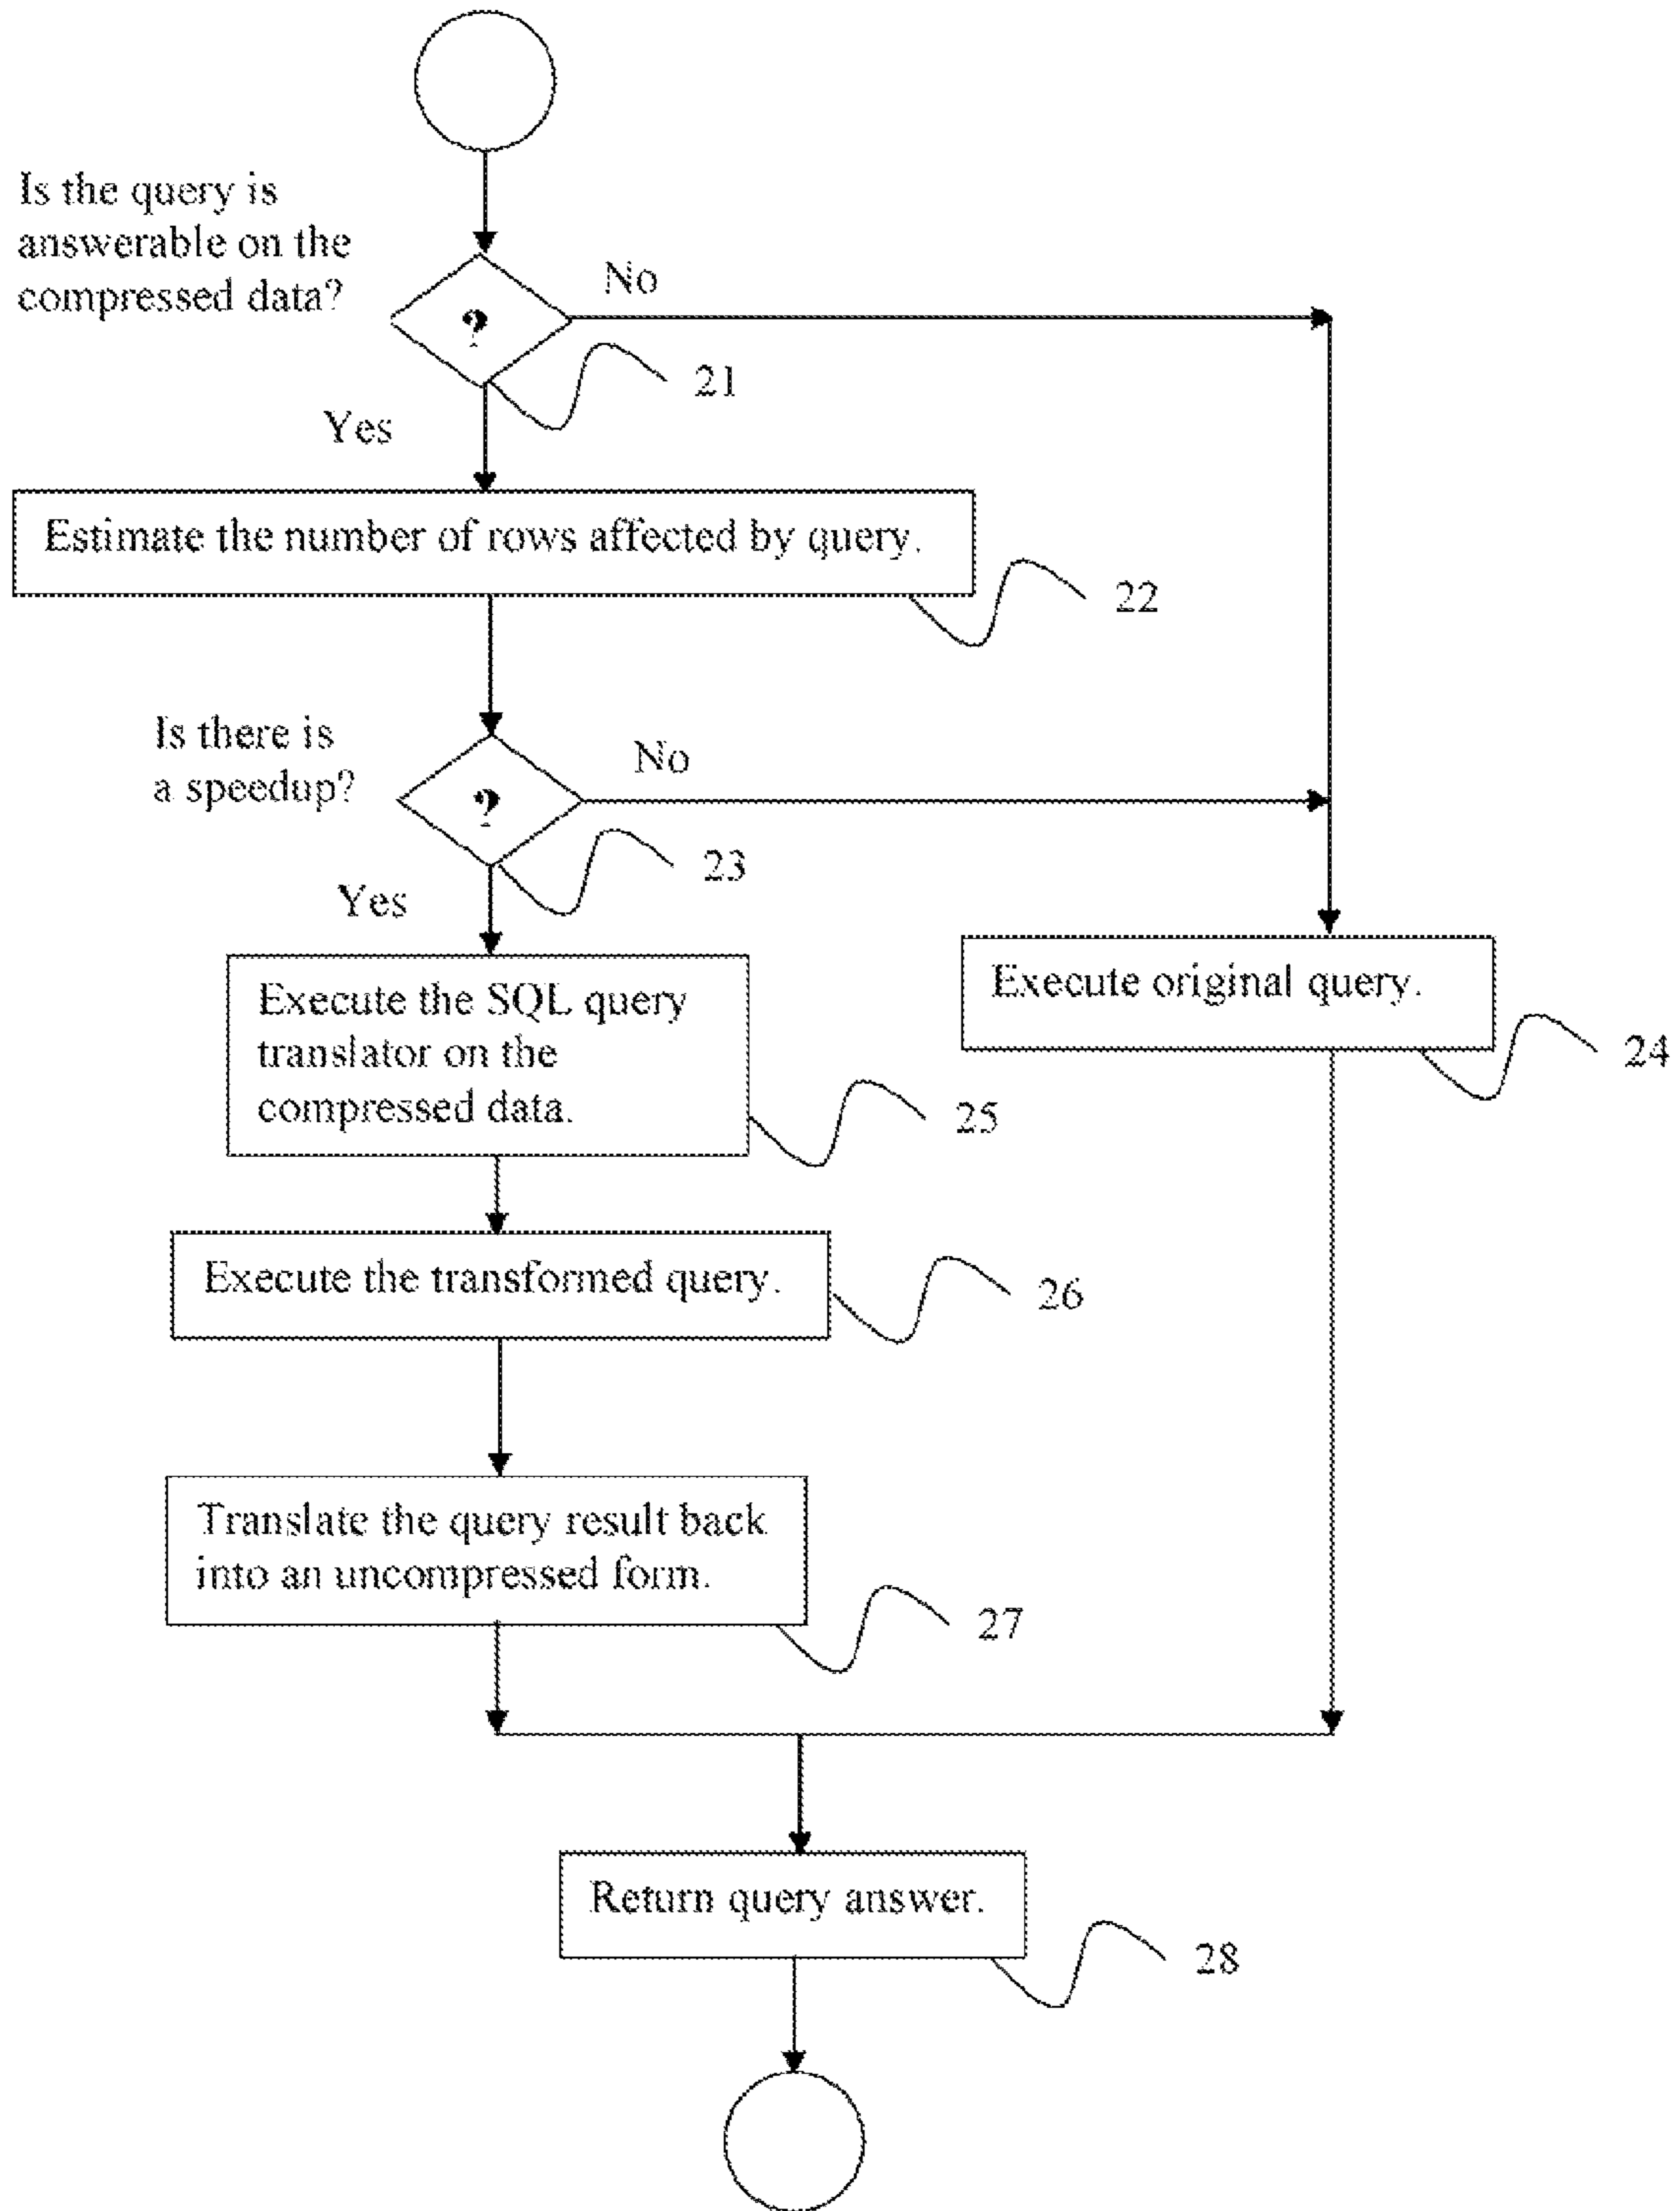 Is the query is
answerable on the
compressed data?
No
?
21
Yes
Estimate the number of rows affected by query.
22
Is there is
a speedup?
No
?
23
Yes
Execute the SQL query
translator on the
compressed data.
25
Execute original query.
24
Execute the transformed query.
26
Translate the query result back
into an uncompressed form.
27
Return query answer.
28